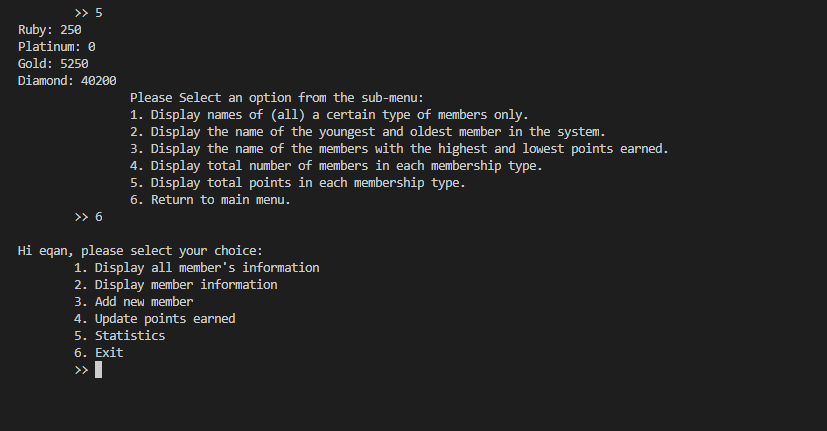 >> 5
Ruby: 250
Platinum: 0
Gold: 5250
Diamond: 40200
Please Select an option from the sub-menu:
1. Display names of (all) a certain type of members only.
2. Display the name of the youngest and oldest member in the system.
3. Display the name of the members with the highest and lowest points earned.
4. Display total number of members in each membership type.
5. Display total points in each membership type.
6. Return to main menu.
>> 6
Hi eqan, please select your choice:
1. Display all member's information
2. Display member information
3. Add new member
4. Update points earned
5. Statistics
6. Exit
>>